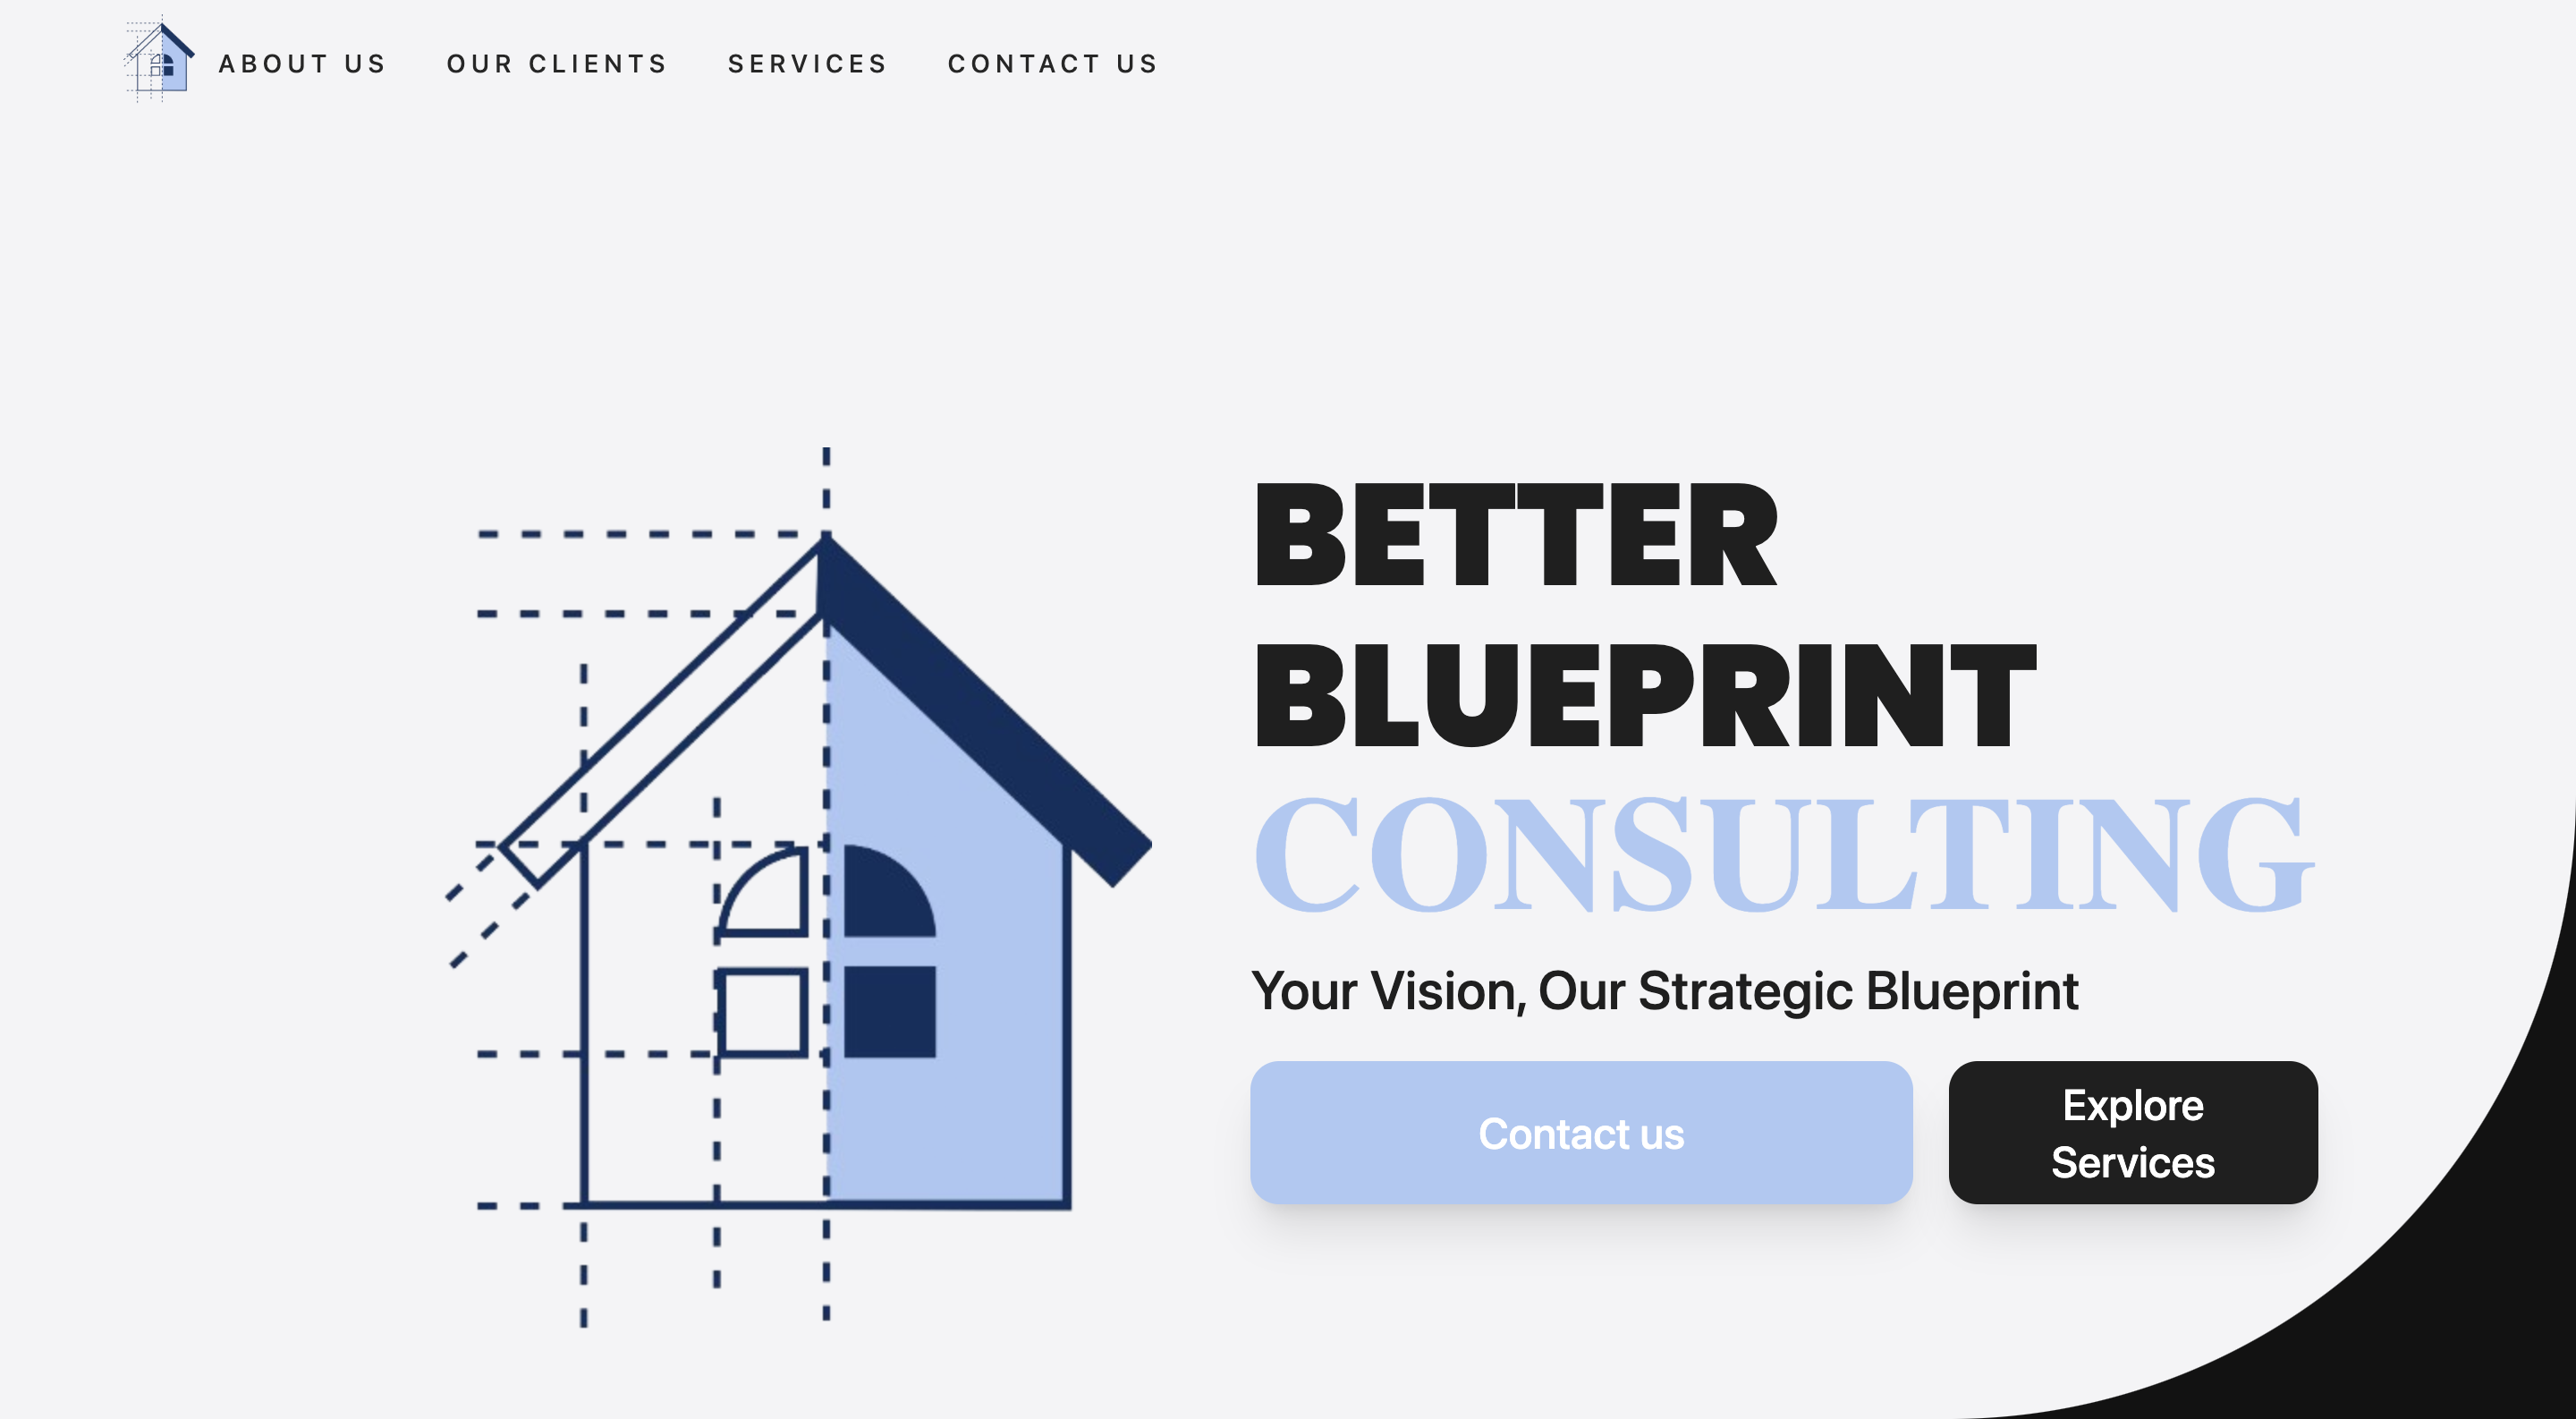 ABOUT US
OUR CLIENTS
SERVICES
CONTACT US
BETTER
BLUEPRINT
CONSULTING
Your Vision, Our Strategic Blueprint
Contact us
Explore
Services